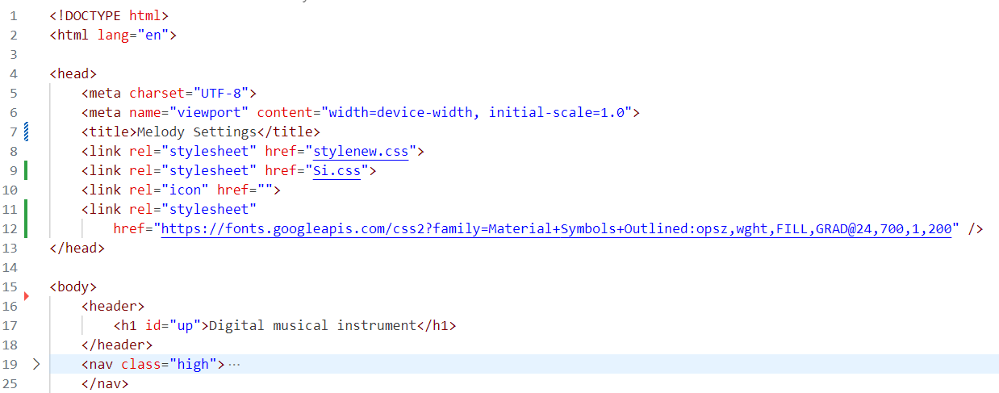 1 <!DOCTYPE html>
2 <html lang="en">
3
4 <head>
5 <meta charset="UTF-8">
6 <meta name="viewport" content="width=device-width, initial-scale=1.0">
7 <title>Melody Settings</title>
8 <link rel="stylesheet" href="stylenew.css">
9 <link rel="stylesheet" href="Si.css">
10 <link rel="icon" href="">
11 <link rel="stylesheet"
12 href="https://fonts.googleapis.com/css2?family=Material+Symbols+Outlined:opsz,wght,FILL,GRAD@24,700,1,200" />
13 </head>
14
15 <body>
16 <header>
17 <h1 id="up">Digital musical instrument</h1>
18 </header>
19 <nav class="high">···
25 </nav>